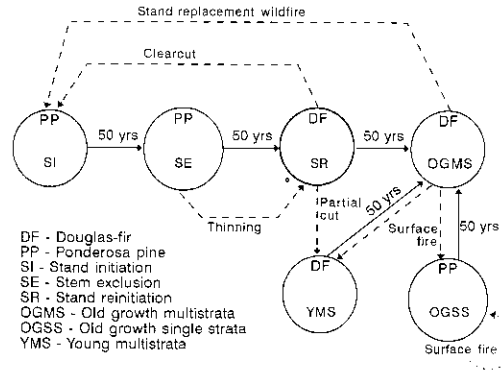 Stand replacement wildfire
Clearcut
PP
SI
50 yrs
PP
SE
50 yrs
DF
SR
50 yrs
DF
OGMS
Thinning
Partial
cut
50 yrs
Surface
fire
50 yrs
DF
YMS
PP
OGSS
Surface fire
DF - Douglas-fir
PP - Ponderosa pine
SI - Stand initiation
SE - Stem exclusion
SR - Stand reinitiation
OGMS - Old growth multistrata
OGSS - Old growth single strata
YMS - Young multistrata